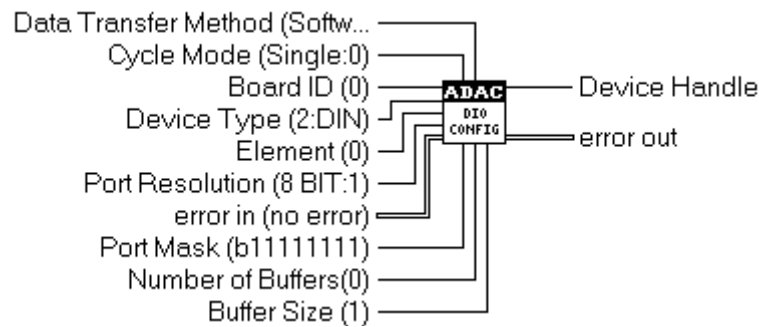 Data Transfer Method (Softw...
Cycle Mode (Single:0)
Board ID (0)
Device Type (2:DIN)
Element (0)
Port Resolution (8 BIT:1)
error in (no error)
Port Mask (b11111111)
Number of Buffers(0)
Buffer Size (1)
ADAC
DIO
CONFIG
Device Handle
error out